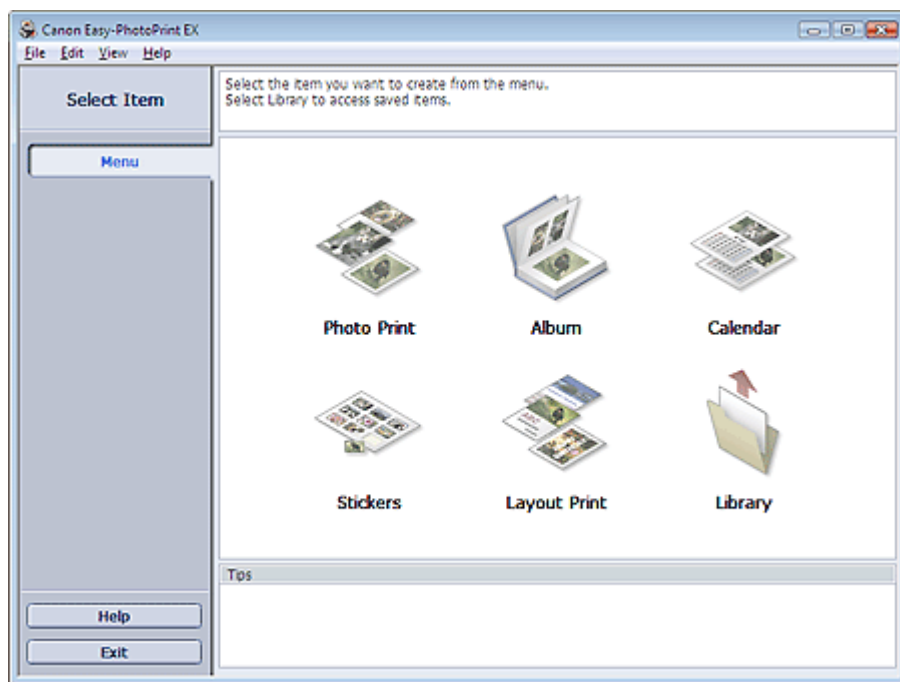 Canon Easy-PhotoPrint EX
File Edit View Help
Select Item
Select the item you want to create from the menu.
Select Library to access saved items.
Menu
Photo Print
Album
Calendar
Stickers
Layout Print
Library
Tips
Help
Exit